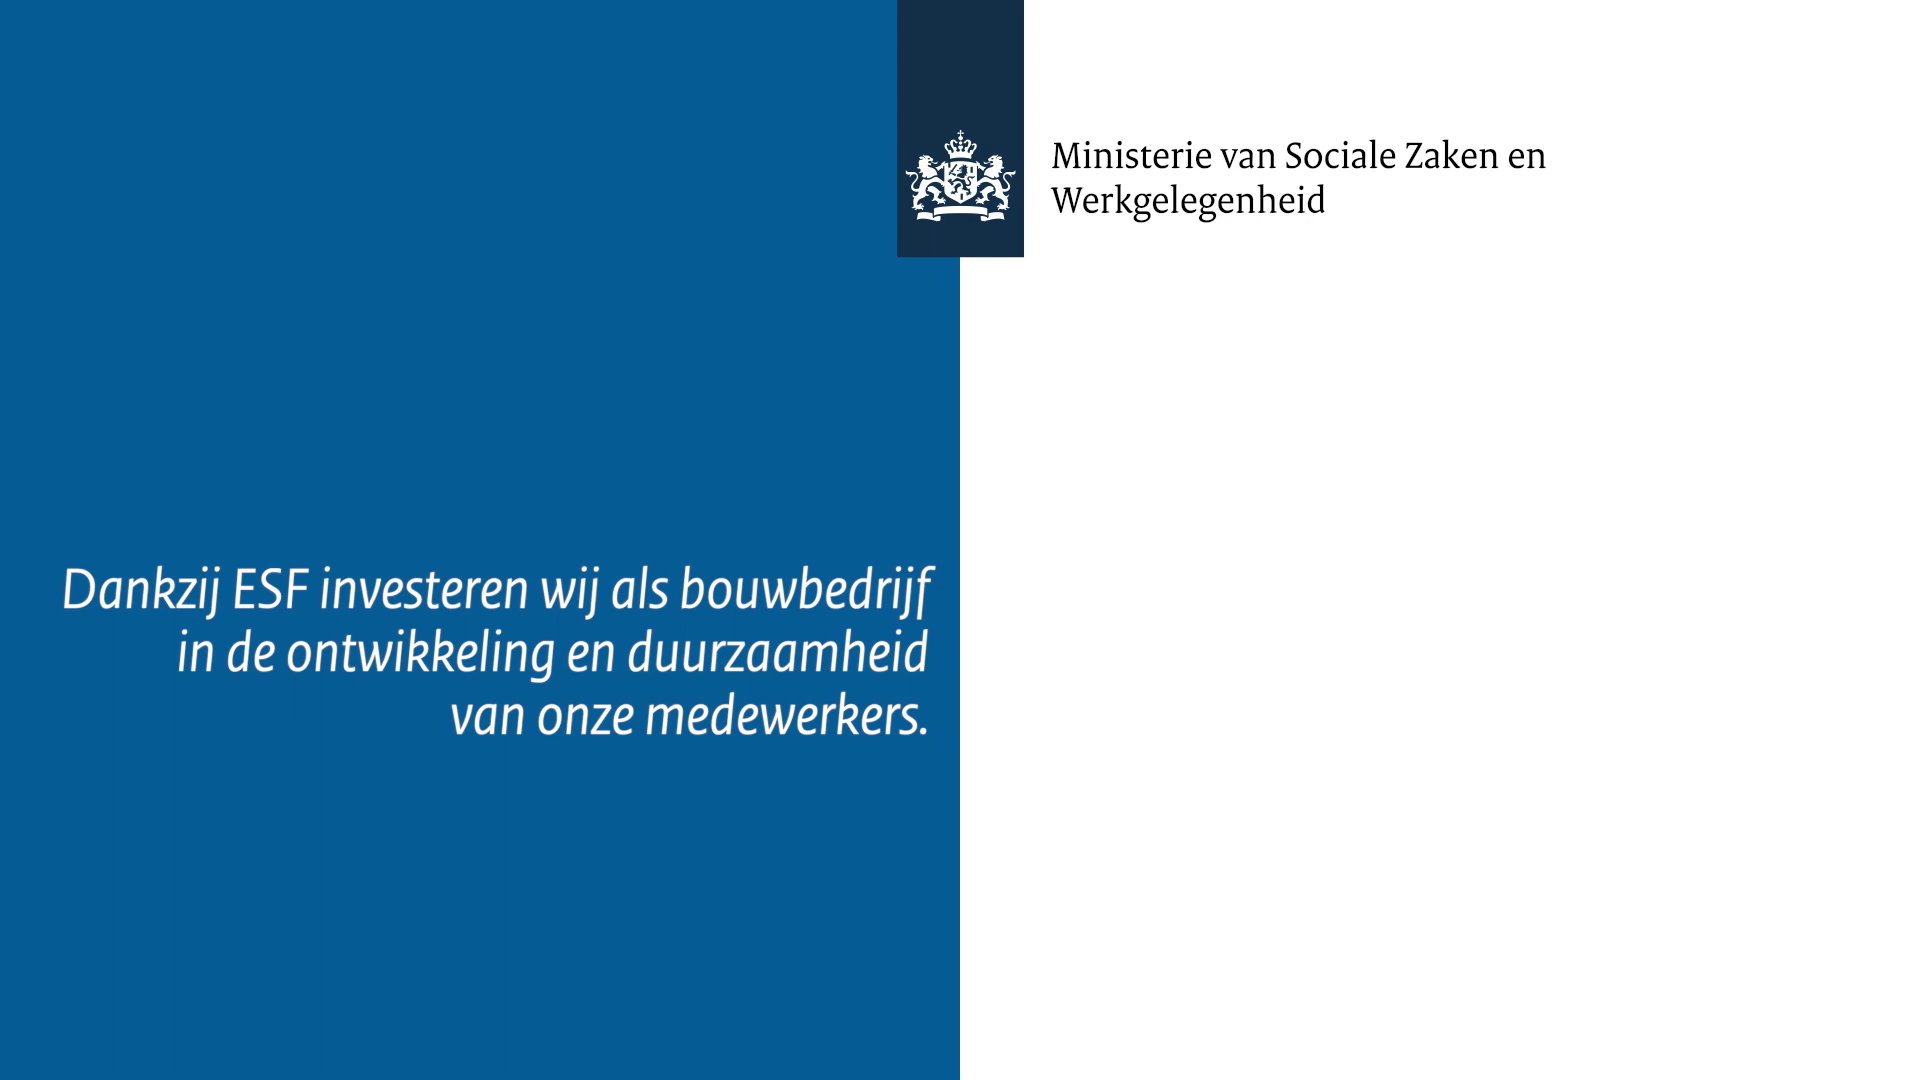 Ministerie van Sociale Zaken en
Werkgelegenheid
Dankzij ESF investeren wij als bouwbedrijf
in de ontwikkeling en duurzaamheid
van onze medewerkers.